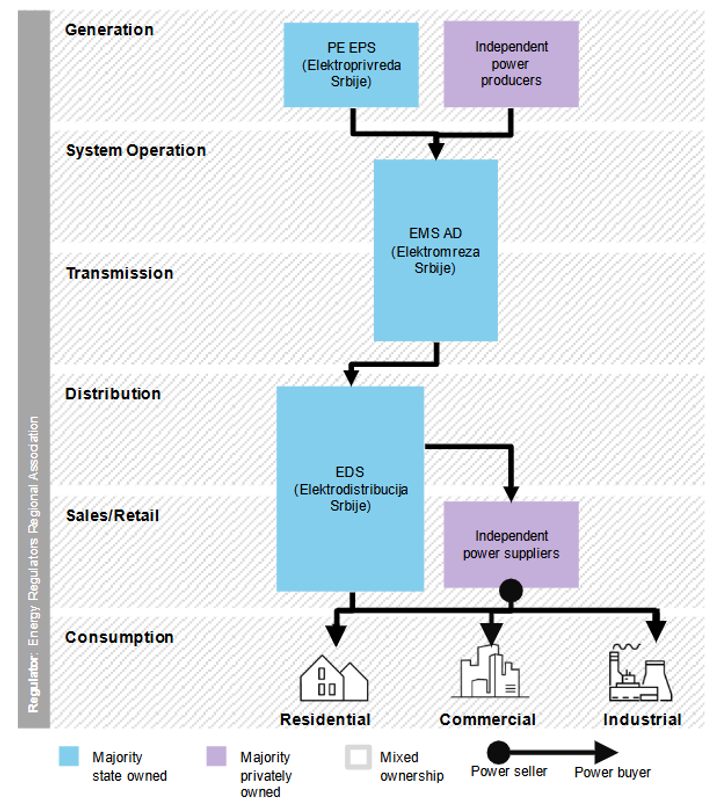 Generation
PE EPS
(Elektroprivreda
Srbije)
Independent
power
producers
System Operation
EMS AD
(Elektromreza
Srbije)
Transmission
Distribution
EDS
(Elektrodistribucija
Srbije)
Sales/Retail
Independent
power suppliers
Consumption
Residential
Commercial
Industrial
Regulator: Energy Regulators Regional Association
Majority
state owned
Majority
privately
owned
Mixed
ownership
Power seller
Power buyer